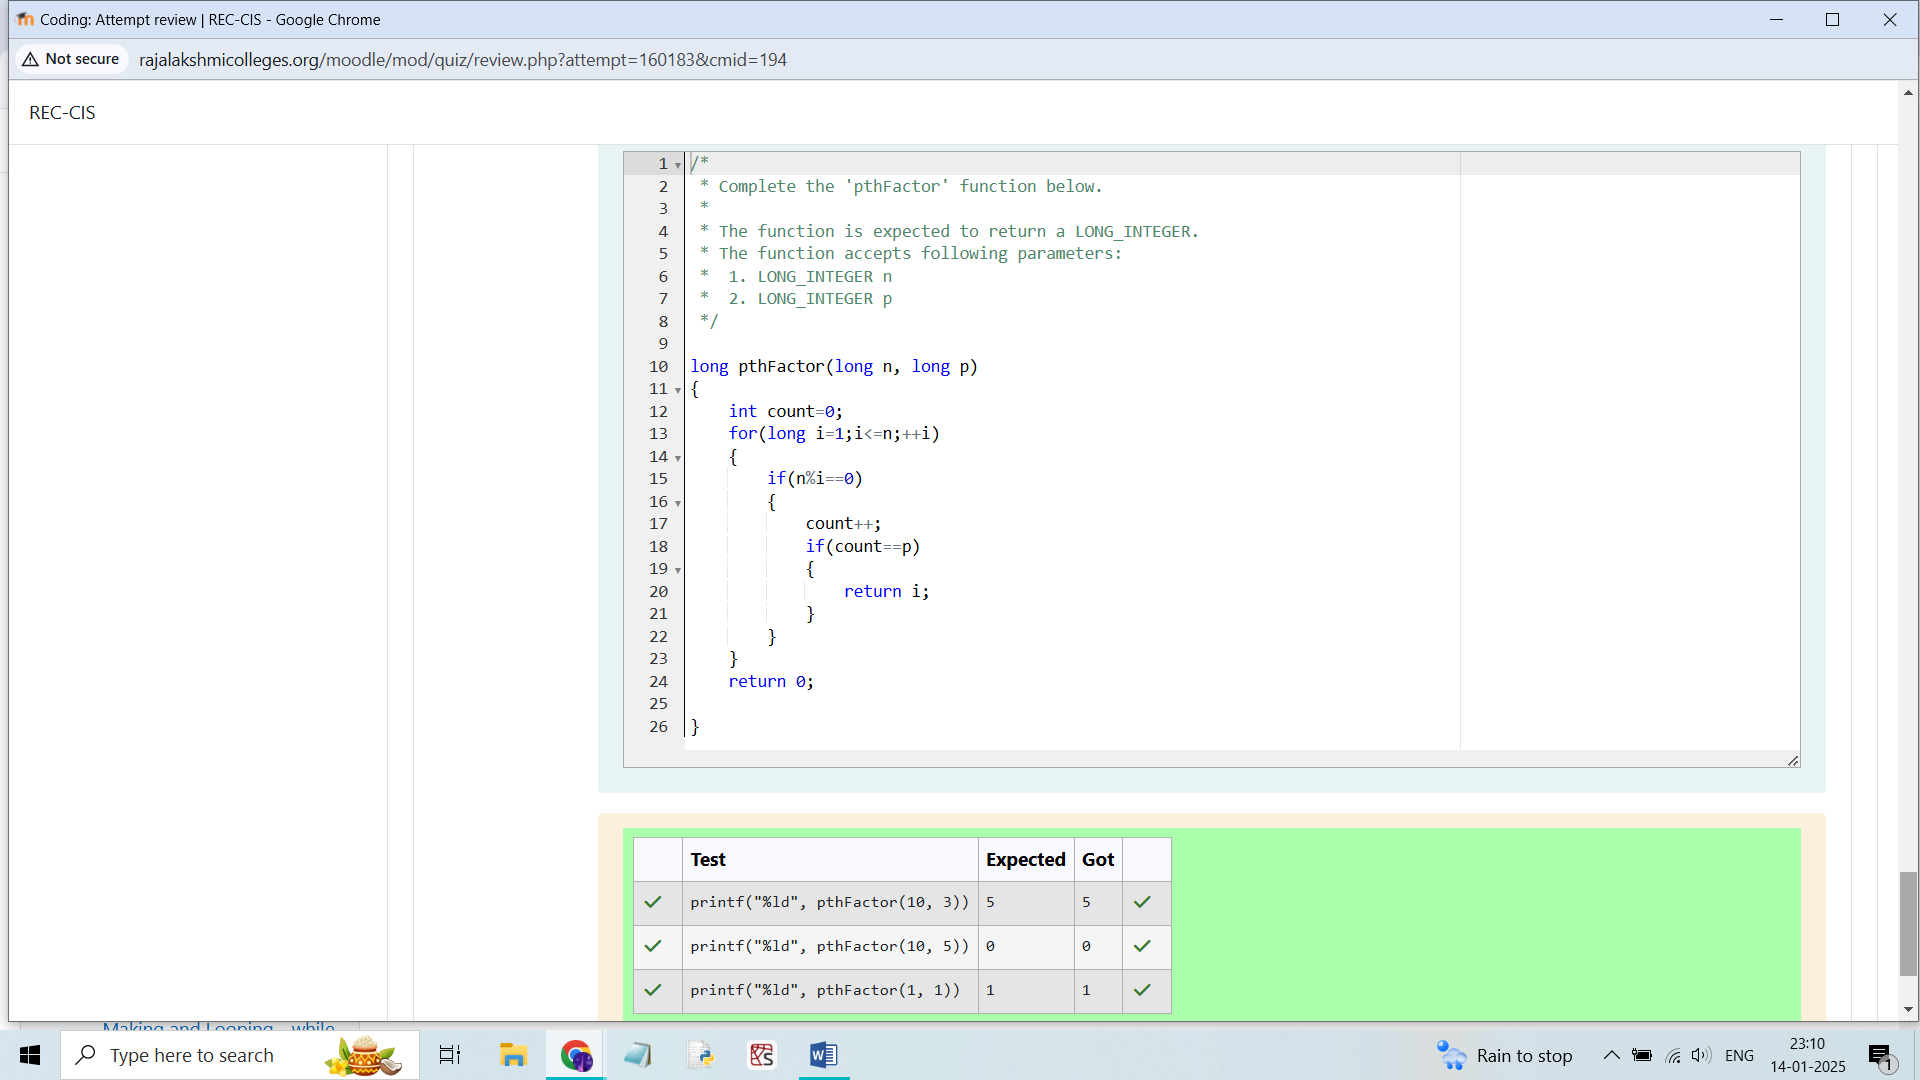 Coding: Attempt review | REC-CIS - Google Chrome
Not secure rajalakshmicolleges.org/moodle/mod/quiz/review.php?attempt=160183&cmid=194
REC-CIS
1 /*
2 * Complete the 'pthFactor' function below.
3 *
4 * The function is expected to return a LONG_INTEGER.
5 * The function accepts following parameters:
6 * 1. LONG_INTEGER n
7 * 2. LONG_INTEGER p
8 */
9
10 long pthFactor(long n, long p)
11 {
12 int count=0;
13 for(long i=1;i<=n;++i)
14 {
15 if(n%i==0)
16 {
17 count++;
18 if(count==p)
19 {
20 return i;
21 }
22 }
23 }
24 return 0;
25
26 }
Test Expected Got
printf("%ld", pthFactor(10, 3)) 5 5
printf("%ld", pthFactor(10, 5)) 0 0
printf("%ld", pthFactor(1, 1)) 1 1
Making and Looping - while
Type here to search
Rain to stop
ENG
23:10
14-01-2025
1